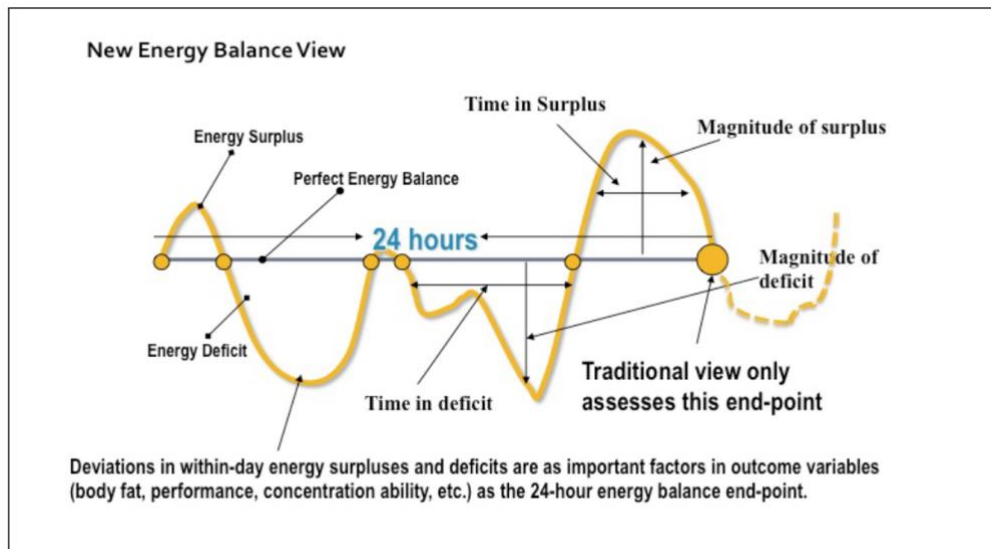 New Energy Balance View
Time in Surplus
Magnitude of surplus
Energy Surplus
Perfect Energy Balance
24 hours
Magnitude of
deficit
Energy Deficit
Time in deficit
Traditional view only
assesses this end-point
Deviations in within-day energy surpluses and deficits are as important factors in outcome variables
(body fat, performance, concentration ability, etc.) as the 24-hour energy balance end-point.